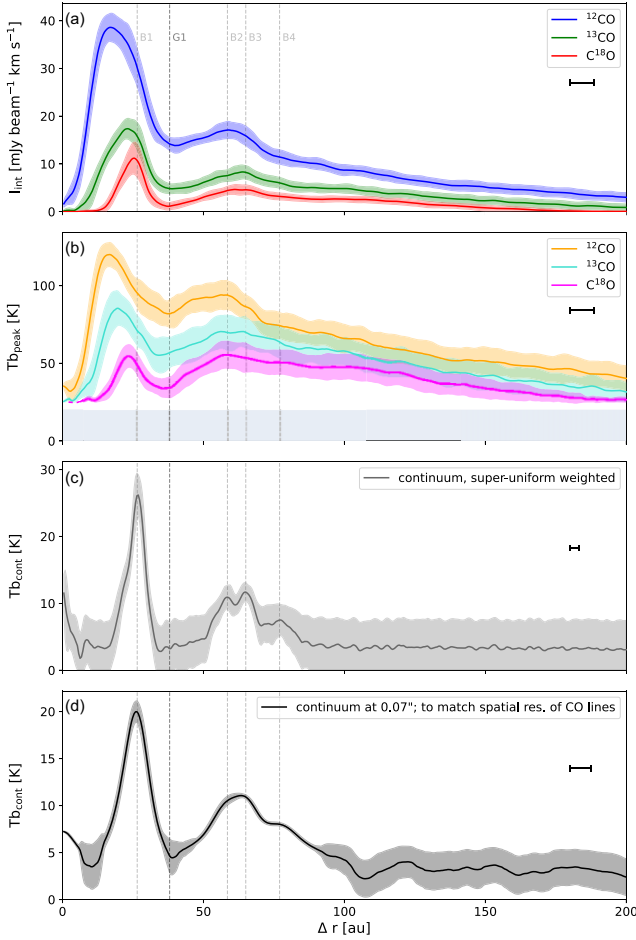 (a)
B1
G1
B2
B3
B4
¹²CO
¹³CO
C¹⁸O
I_int [mJy beam⁻¹ km s⁻¹]
40
30
20
10
0
(b)
¹²CO
¹³CO
C¹⁸O
Tb_peak [K]
100
50
0
(c)
continuum, super-uniform weighted
Tb_cont [K]
30
20
10
0
(d)
continuum at 0.07"; to match spatial res. of CO lines
Tb_cont [K]
20
15
10
5
0
0 50 100 150 200
Δ r [au]